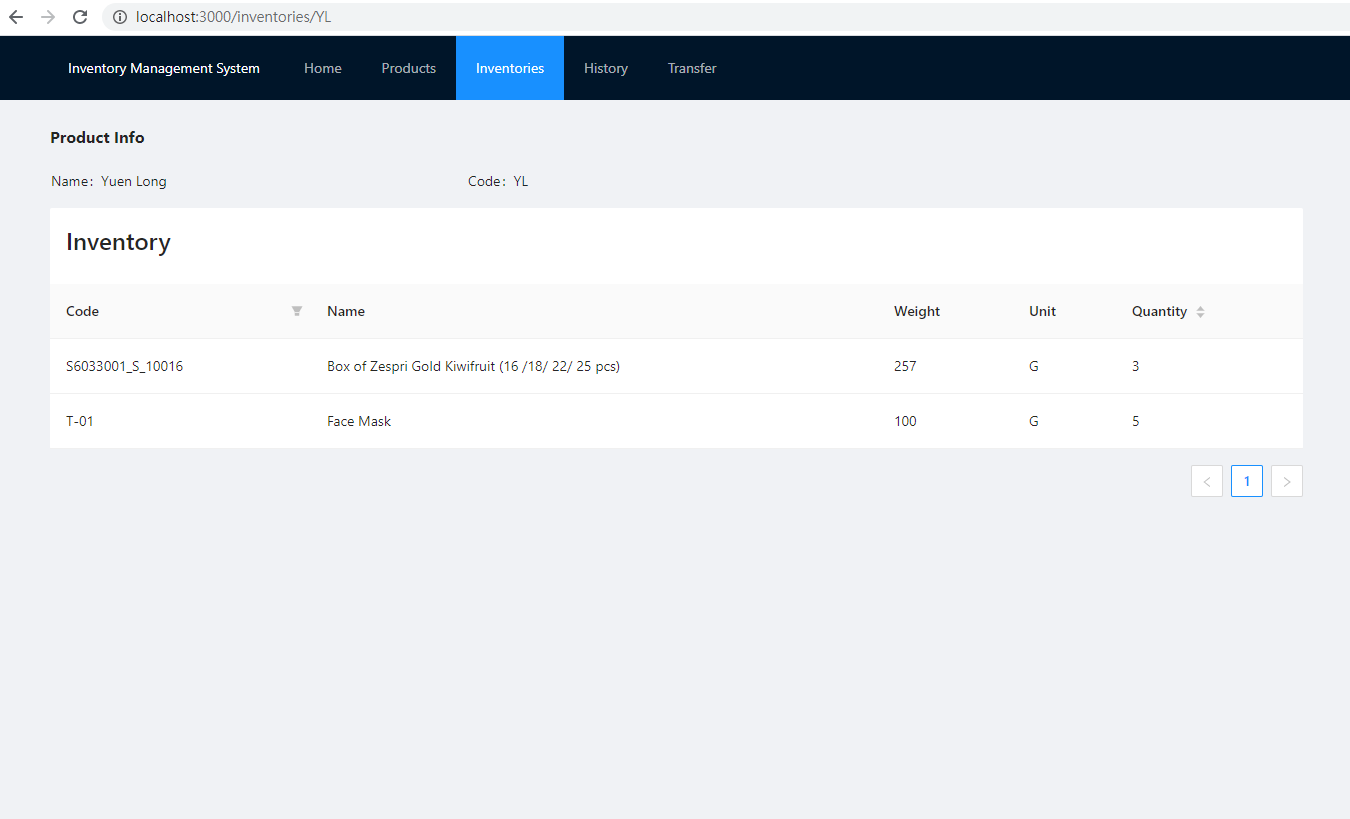 localhost:3000/inventories/YL
Inventory Management System Home Products Inventories History Transfer
Product Info
Name: Yuen Long Code: YL
Inventory
Code Name Weight Unit Quantity
S6033001_S_10016 Box of Zespri Gold Kiwifruit (16 /18/ 22/ 25 pcs) 257 G 3
T-01 Face Mask 100 G 5
< 1 >